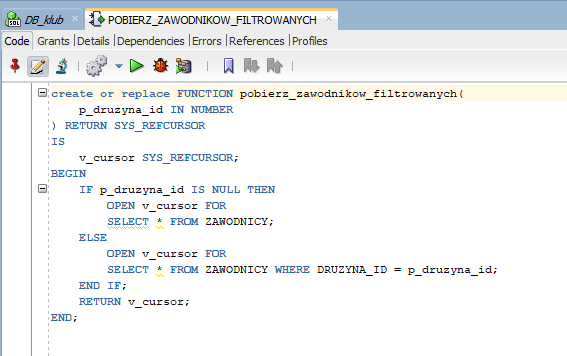 DB_klub
POBIERZ_ZAWODNIKOW_FILTROWANYCH
Code Grants Details Dependencies Errors References Profiles
create or replace FUNCTION pobierz_zawodnikow_filtrowanych(
    p_druzyna_id IN NUMBER
) RETURN SYS_REFCURSOR
IS
    v_cursor SYS_REFCURSOR;
BEGIN
    IF p_druzyna_id IS NULL THEN
        OPEN v_cursor FOR
        SELECT * FROM ZAWODNICY;
    ELSE
        OPEN v_cursor FOR
        SELECT * FROM ZAWODNICY WHERE DRUZYNA_ID = p_druzyna_id;
    END IF;
    RETURN v_cursor;
END;